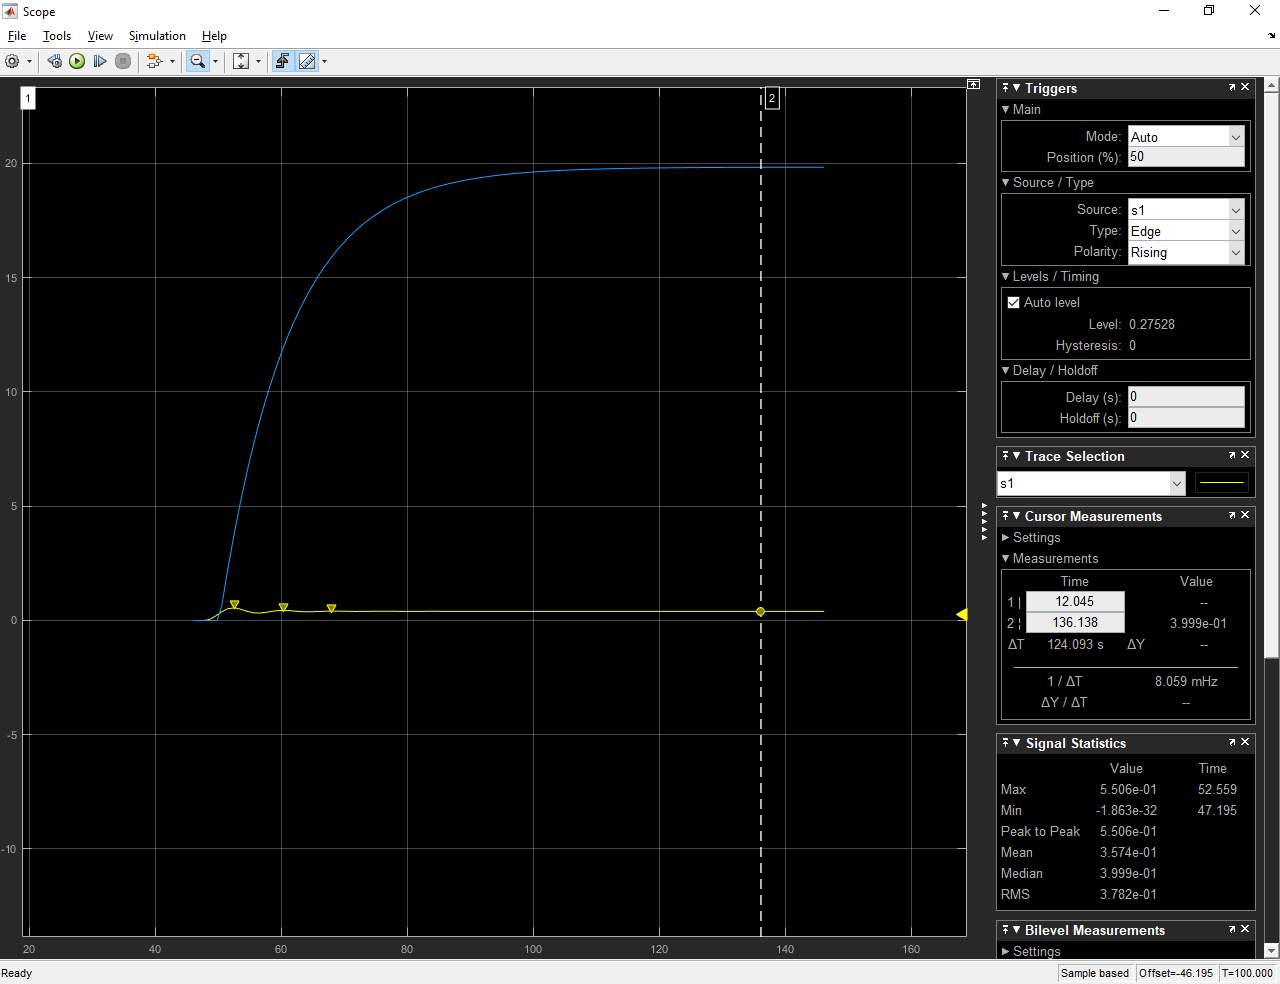 Scope
File Tools View Simulation Help
1
2
20
15
10
5
0
-5
-10
20 40 60 80 100 120 140 160
Triggers
Main
Mode: Auto
Position (%): 50
Source / Type
Source: s1
Type: Edge
Polarity: Rising
Levels / Timing
Auto level
Level: 0.27528
Hysteresis: 0
Delay / Holdoff
Delay (s): 0
Holdoff (s): 0
Trace Selection
s1
Cursor Measurements
Settings
Measurements
Time Value
1 | 12.045 --
2 ¦ 136.138 3.999e-01
ΔT 124.093 s ΔY --
1 / ΔT 8.059 mHz
ΔY / ΔT --
Signal Statistics
Value Time
Max 5.506e-01 52.559
Min -1.863e-32 47.195
Peak to Peak 5.506e-01
Mean 3.574e-01
Median 3.999e-01
RMS 3.782e-01
Bilevel Measurements
Settings
Ready
Sample based Offset=-46.195 T=100.000